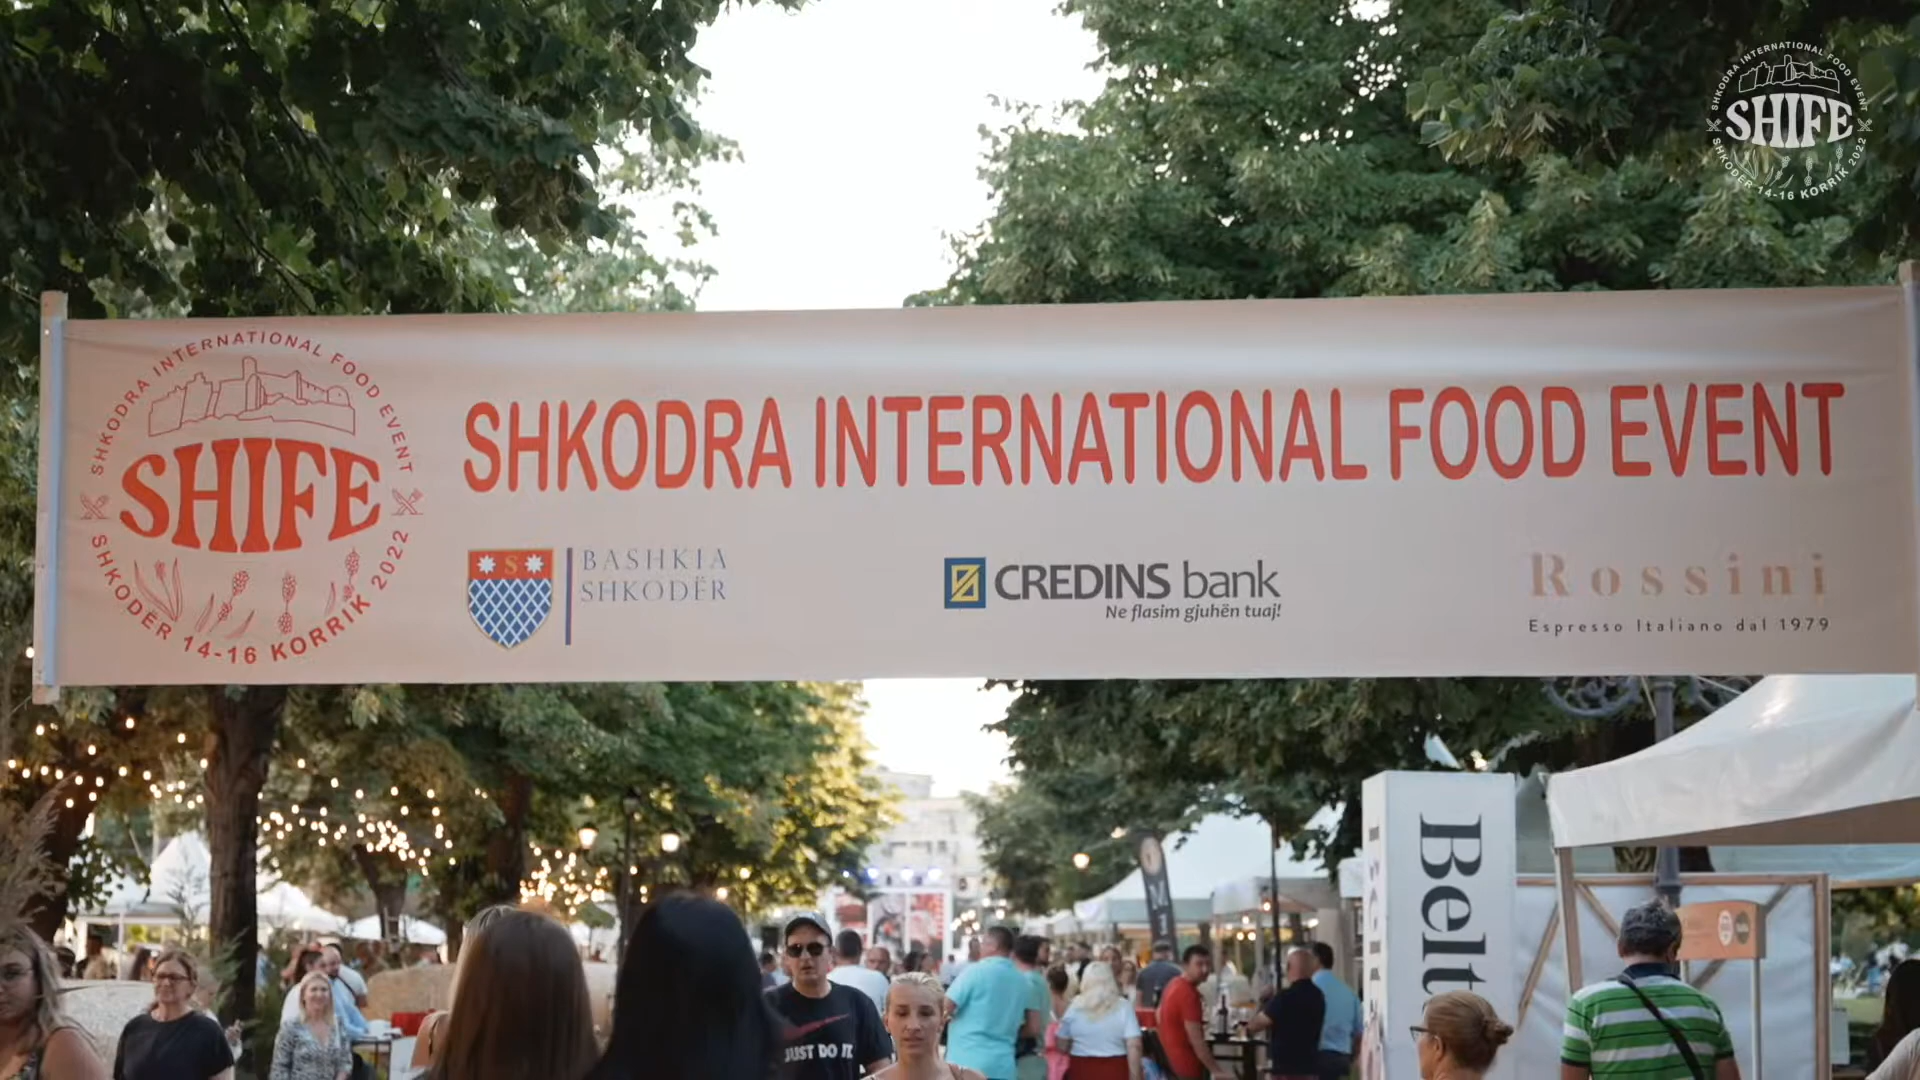 SHKODRA INTERNATIONAL FOOD EVENT
SHIFE
SHKODËR 14-16 KORRIK 2022
SHKODRA INTERNATIONAL FOOD EVENT
SHIFE
SHKODËR 14-16 KORRIK 2022
SHKODRA INTERNATIONAL FOOD EVENT
S
BASHKIA
SHKODËR
CREDINS bank
Ne flasim gjuhën tuaj!
Rossini
Espresso Italiano dal 1979
JUST DO IT.